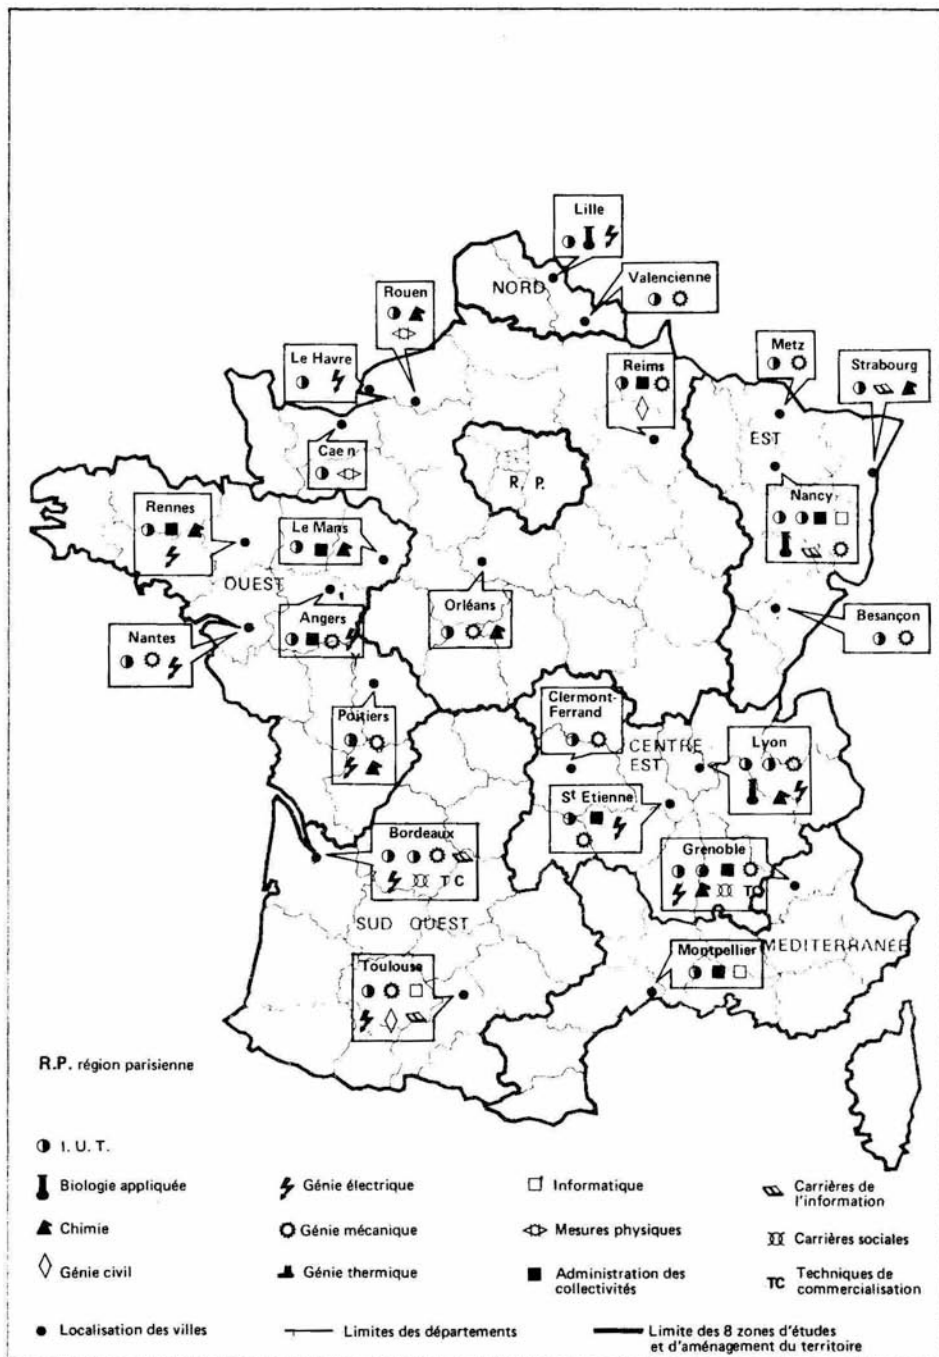 Lille
NORD
Valencienne
Rouen
Metz
Le Havre
Reims
Strabourg
EST
Caen
R. P.
Nancy
Rennes
Le Mans
OUEST
Angers
Orléans
Besançon
Nantes
Clermont-
Ferrand
Poitiers
CENTRE
EST
Lyon
St Etienne
Bordeaux
TC
Grenoble
TC
SUD OUEST
MEDITERRANÉE
Montpellier
Toulouse
R.P. région parisienne
I. U. T.
Biologie appliquée
Génie électrique
Informatique
Carrières de
l'information
Chimie
Génie mécanique
Mesures physiques
Carrières sociales
Génie civil
Génie thermique
Administration des
collectivités
TC Techniques de
commercialisation
Localisation des villes
Limites des départements
Limite des 8 zones d'études
et d'aménagement du territoire